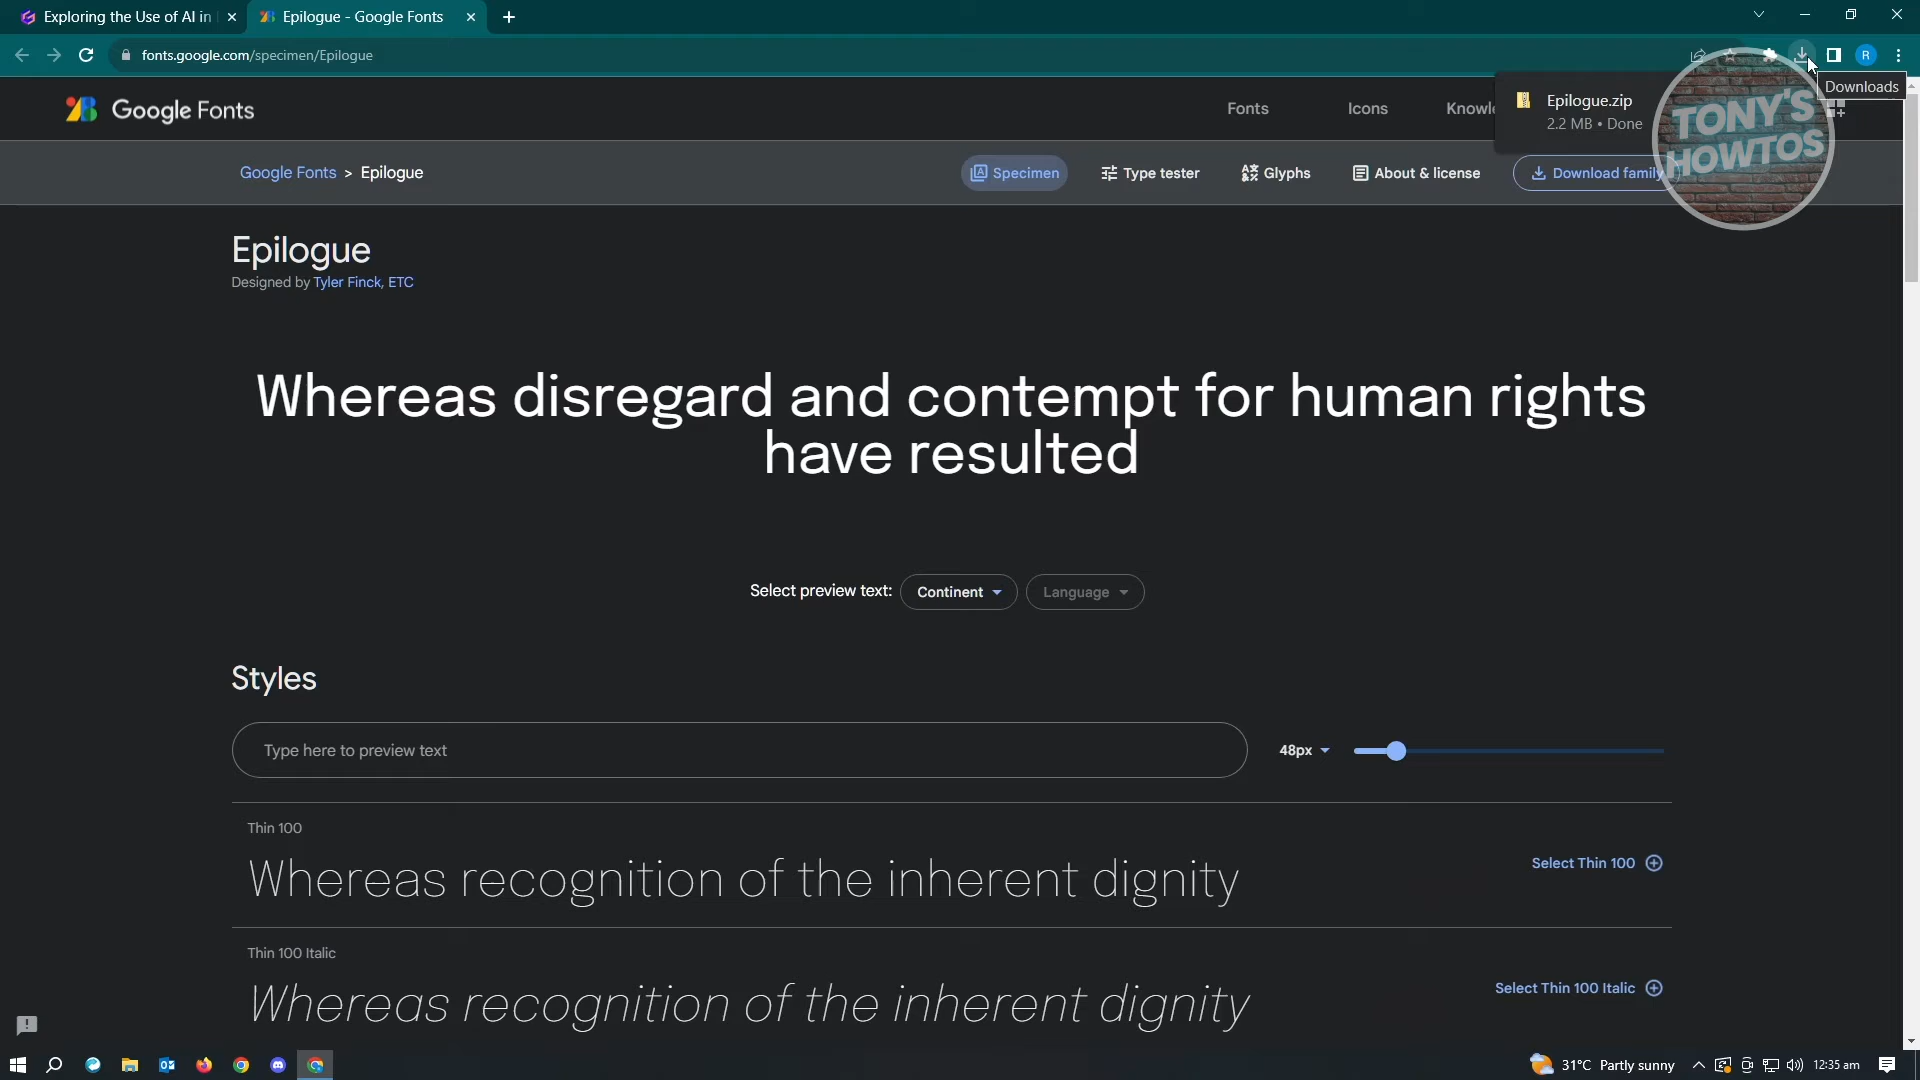 Exploring the Use of AI in
Epilogue - Google Fonts
fonts.google.com/specimen/Epilogue
R
Downloads
Google Fonts
Fonts
Icons
Knowl
Epilogue.zip
2.2 MB • Done
TONY'S
HOWTOS
Google Fonts > Epilogue
Specimen
Type tester
Glyphs
About & license
Download family
Epilogue
Designed by Tyler Finck, ETC
Whereas disregard and contempt for human rights
have resulted
Select preview text:
Continent
Language
Styles
Type here to preview text
48px
Thin 100
Whereas recognition of the inherent dignity
Select Thin 100
Thin 100 Italic
Whereas recognition of the inherent dignity
Select Thin 100 Italic
31°C Partly sunny
12:35 am